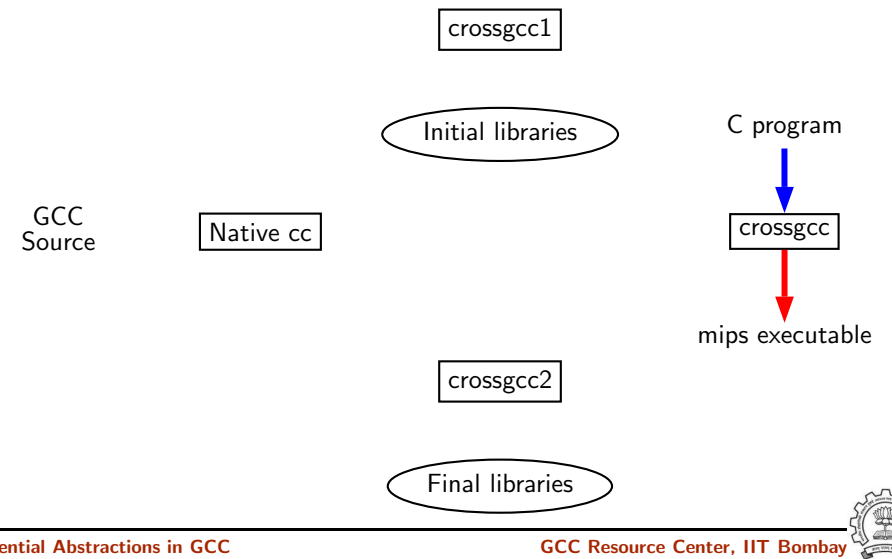 crossgcc1
Initial libraries
C program
GCC
Source
Native cc
crossgcc
mips executable
crossgcc2
Final libraries
ential Abstractions in GCC
GCC Resource Center, IIT Bombay